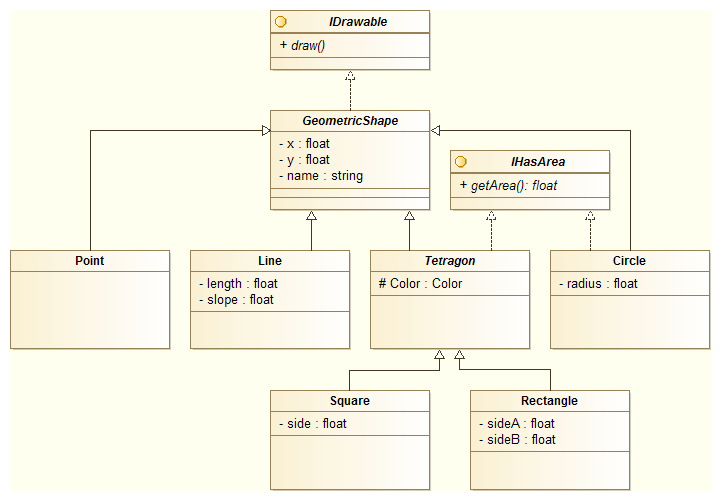 IDrawable
+ draw()
GeometricShape
- x : float
- y : float
- name : string
IHasArea
+ getArea(): float
Point
Line
- length : float
- slope : float
Tetragon
# Color : Color
Circle
- radius : float
Square
- side : float
Rectangle
- sideA : float
- sideB : float